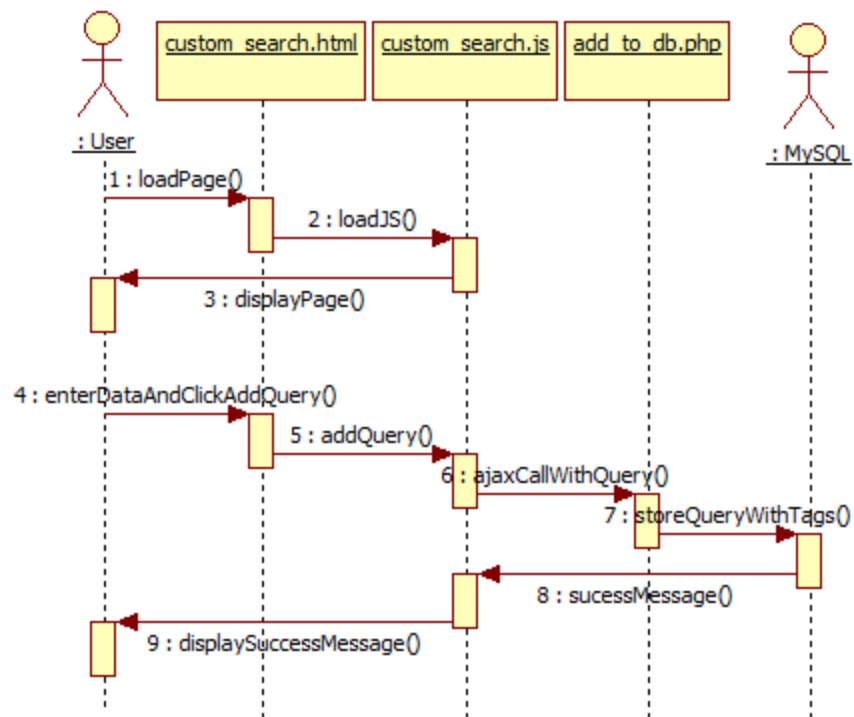 custom_search.html
custom_search.js
add_to_db.php
: User
: MySQL
1 : loadPage()
2 : loadJS()
3 : displayPage()
4 : enterDataAndClickAddQuery()
5 : addQuery()
6 : ajaxCallWithQuery()
7 : storeQueryWithTags()
8 : sucessMessage()
9 : displaySuccessMessage()